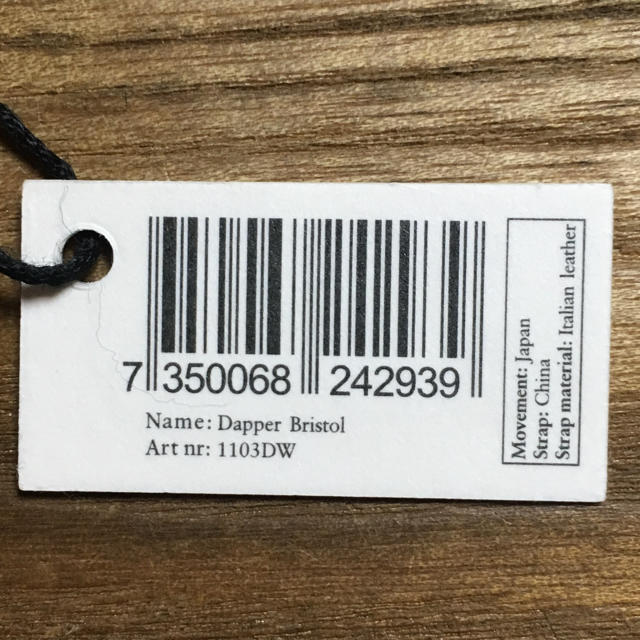 7 350068 242939
Name: Dapper Bristol
Art nr: 1103DW
Movement: Japan
Strap: China
Strap material: Italian leather